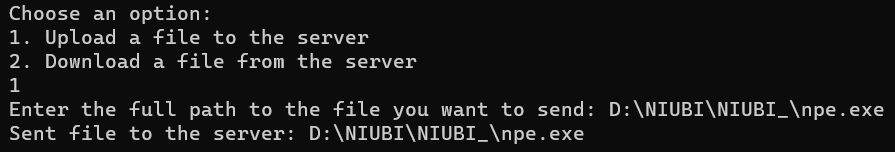 Choose an option:
1. Upload a file to the server
2. Download a file from the server
1
Enter the full path to the file you want to send: D:\NIUBI\NIUBI_\npe.exe
Sent file to the server: D:\NIUBI\NIUBI_\npe.exe